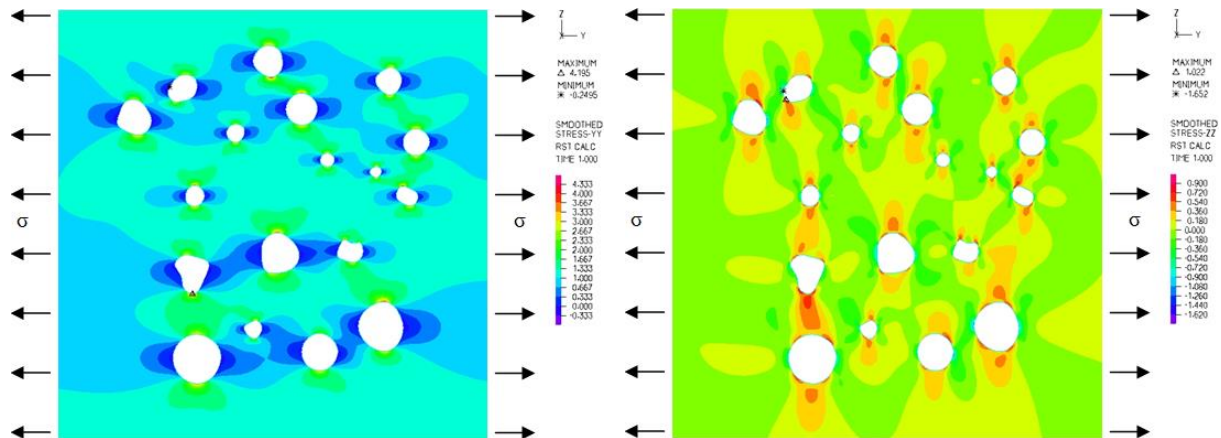 Z
X Y
MAXIMUM
△ 4.195
MINIMUM
✳ -0.2495
SMOOTHED
STRESS-YY
RST CALC
TIME 1.000
4.333
4.000
3.667
3.333
3.000
2.667
2.333
2.000
1.667
1.333
1.000
0.667
0.333
0.000
-0.333
σ
σ
Z
X Y
MAXIMUM
△ 1.022
MINIMUM
✳ -1.652
SMOOTHED
STRESS-ZZ
RST CALC
TIME 1.000
0.900
0.720
0.540
0.360
0.180
0.000
-0.180
-0.360
-0.540
-0.720
-0.900
-1.080
-1.260
-1.440
-1.620
σ
σ